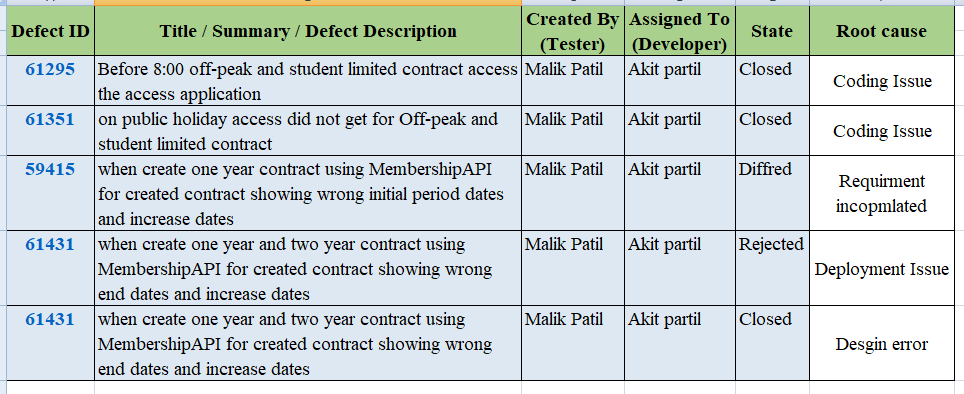 Defect ID Title / Summary / Defect Description Created By (Tester) Assigned To (Developer) State Root cause
61295 Before 8:00 off-peak and student limited contract access Malik Patil Akit partil Closed Coding Issue
the access application
61351 on public holiday access did not get for Off-peak and Malik Patil Akit partil Closed Coding Issue
student limited contract
59415 when create one year contract using MembershipAPI Malik Patil Akit partil Diffred Requirment
for created contract showing wrong initial period dates incopmlated
and increase dates
61431 when create one year and two year contract using Malik Patil Akit partil Rejected Deployment Issue
MembershipAPI for created contract showing wrong
end dates and increase dates
61431 when create one year and two year contract using Malik Patil Akit partil Closed Desgin error
MembershipAPI for created contract showing wrong
end dates and increase dates